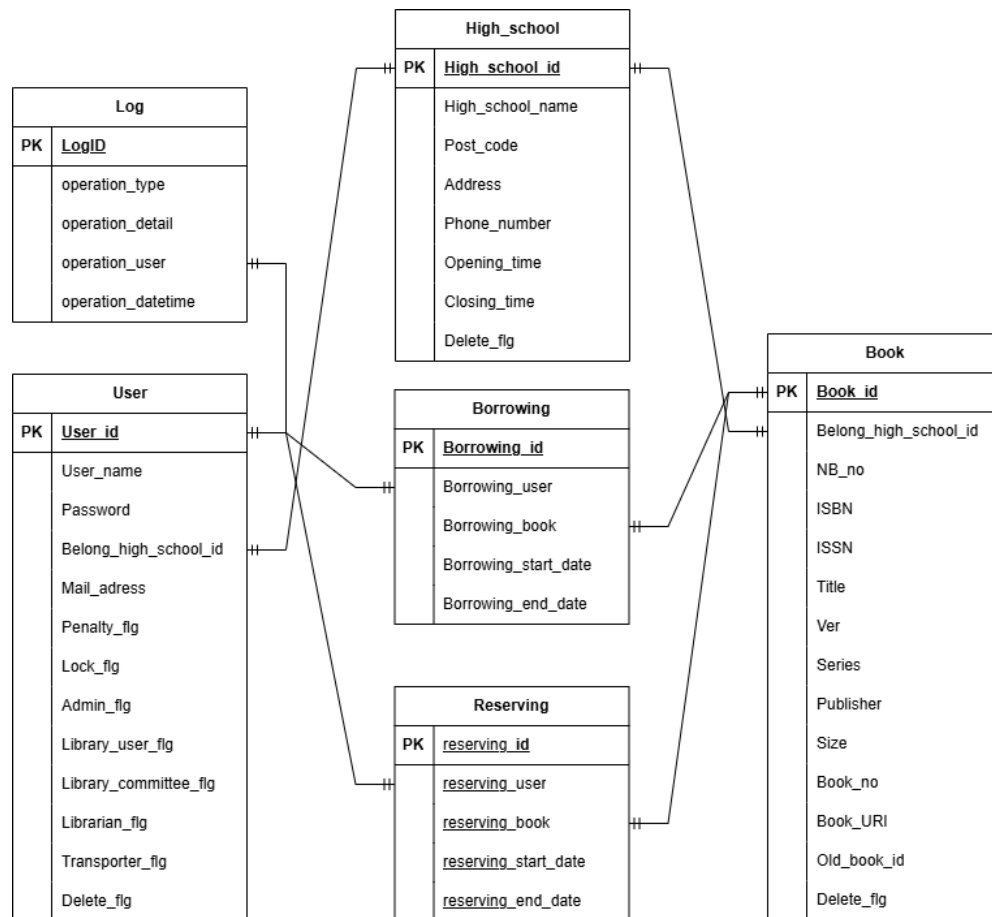 High_school
PK High_school_id
High_school_name
Post_code
Address
Phone_number
Opening_time
Closing_time
Delete_flg
Log
PK LogID
operation_type
operation_detail
operation_user
operation_datetime
User
PK User_id
User_name
Password
Belong_high_school_id
Mail_adress
Penalty_flg
Lock_flg
Admin_flg
Library_user_flg
Library_committee_flg
Librarian_flg
Transporter_flg
Delete_flg
Borrowing
PK Borrowing_id
Borrowing_user
Borrowing_book
Borrowing_start_date
Borrowing_end_date
Reserving
PK reserving_id
reserving_user
reserving_book
reserving_start_date
reserving_end_date
Book
PK Book_id
Belong_high_school_id
NB_no
ISBN
ISSN
Title
Ver
Series
Publisher
Size
Book_no
Book_URI
Old_book_id
Delete_flg